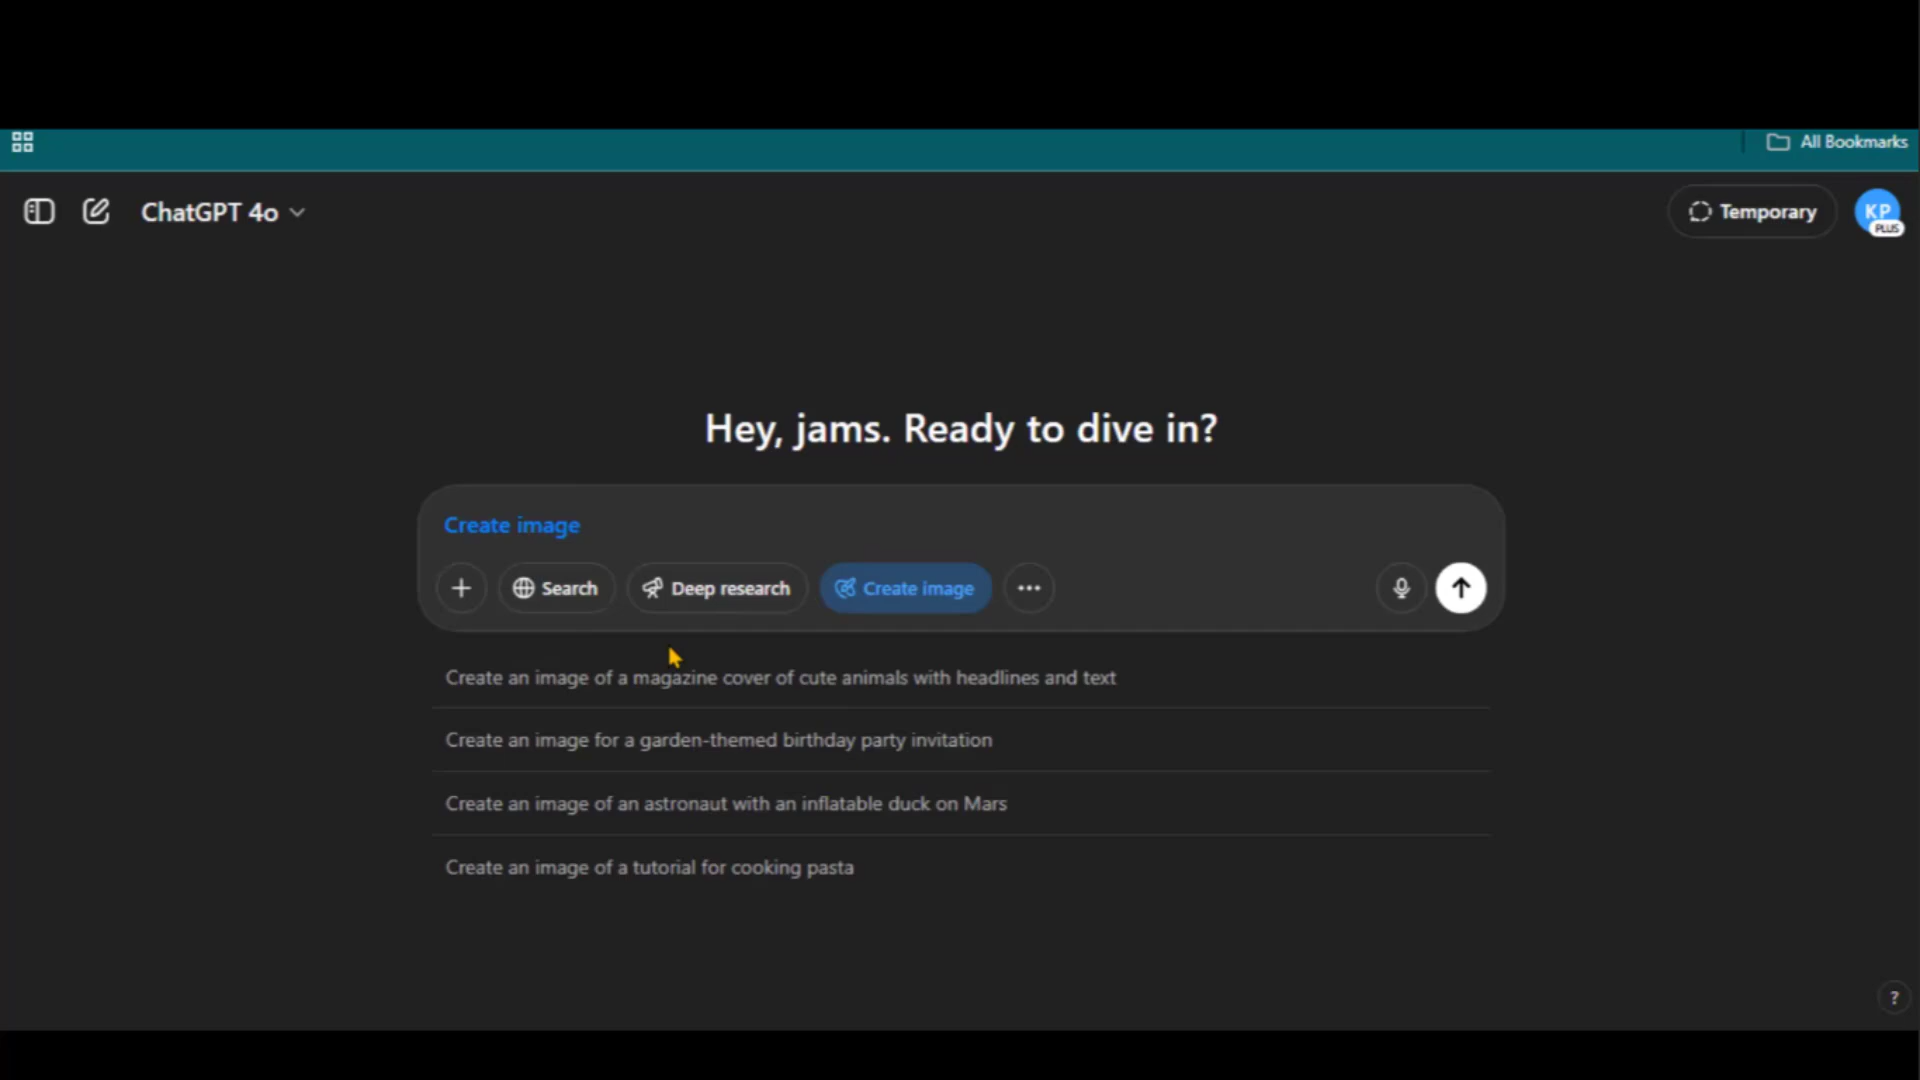 All Bookmarks
ChatGPT 4o
Temporary
KP
PLUS
Hey, jams. Ready to dive in?
Create image
Search
Deep research
Create image
Create an image of a magazine cover of cute animals with headlines and text
Create an image for a garden-themed birthday party invitation
Create an image of an astronaut with an inflatable duck on Mars
Create an image of a tutorial for cooking pasta
?